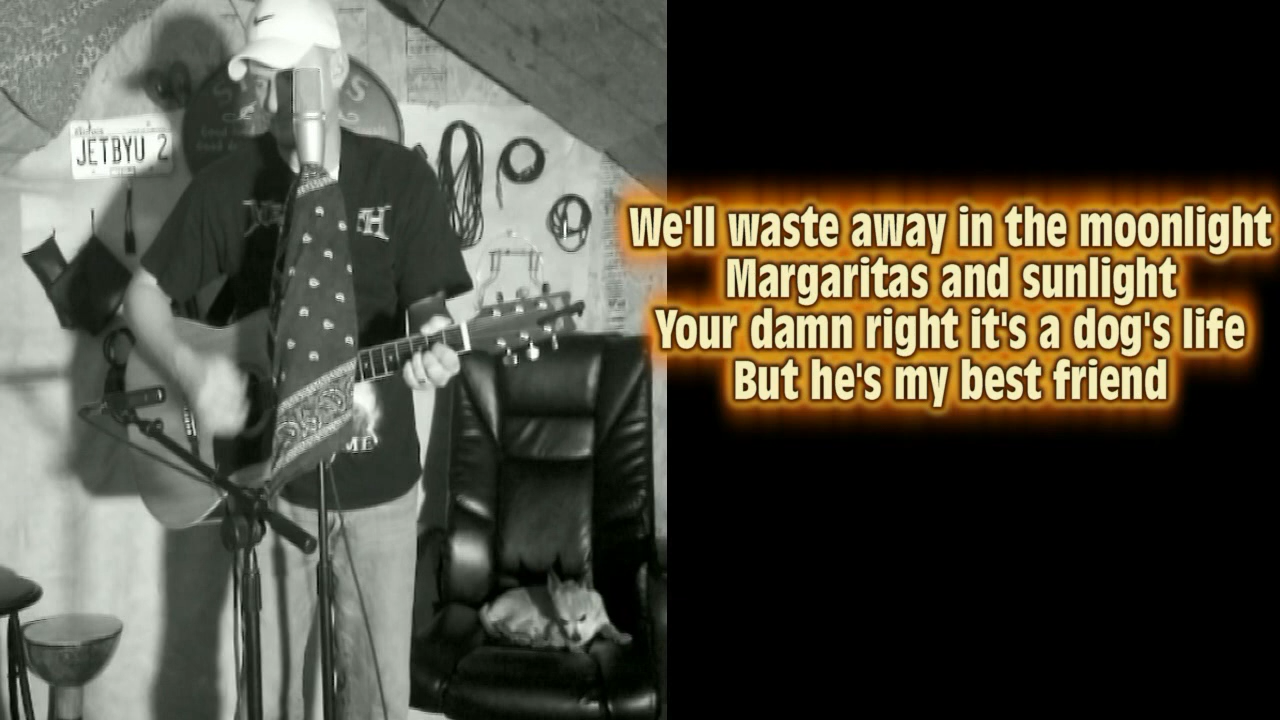 JETBYU 2
We'll waste away in the moonlight
Margaritas and sunlight
Your damn right it's a dog's life
But he's my best friend